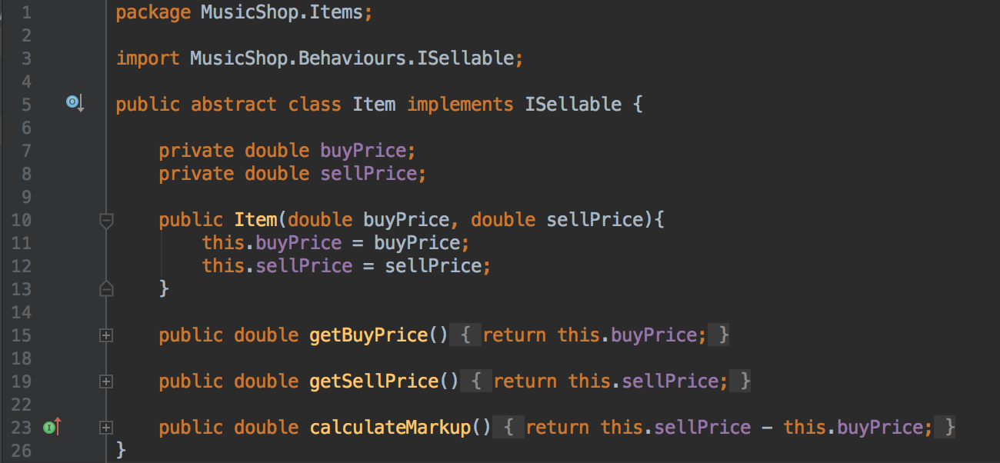 1 package MusicShop.Items;
2
3 import MusicShop.Behaviours.ISellable;
4
5 public abstract class Item implements ISellable {
6
7     private double buyPrice;
8     private double sellPrice;
9
10     public Item(double buyPrice, double sellPrice){
11         this.buyPrice = buyPrice;
12         this.sellPrice = sellPrice;
13     }
14
15     public double getBuyPrice() { return this.buyPrice; }
18
19     public double getSellPrice() { return this.sellPrice; }
22
23     public double calculateMarkup() { return this.sellPrice - this.buyPrice; }
26 }